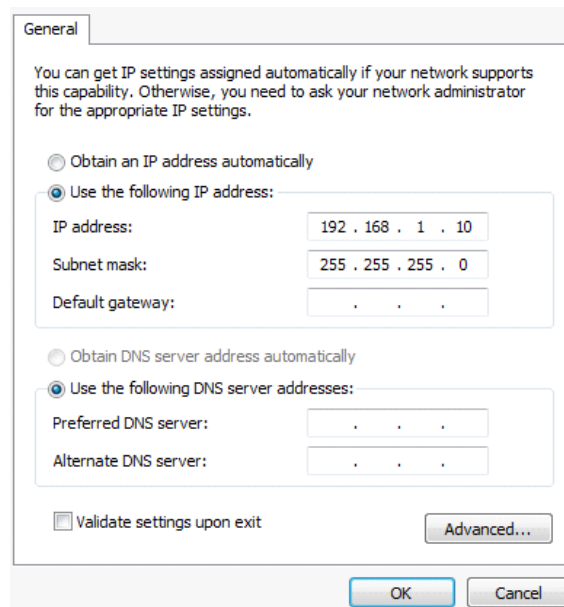 General
You can get IP settings assigned automatically if your network supports
this capability. Otherwise, you need to ask your network administrator
for the appropriate IP settings.
Obtain an IP address automatically
Use the following IP address:
IP address: 192 . 168 . 1 . 10
Subnet mask: 255 . 255 . 255 . 0
Default gateway: . . .
Obtain DNS server address automatically
Use the following DNS server addresses:
Preferred DNS server: . . .
Alternate DNS server: . . .
Validate settings upon exit
Advanced...
OK Cancel